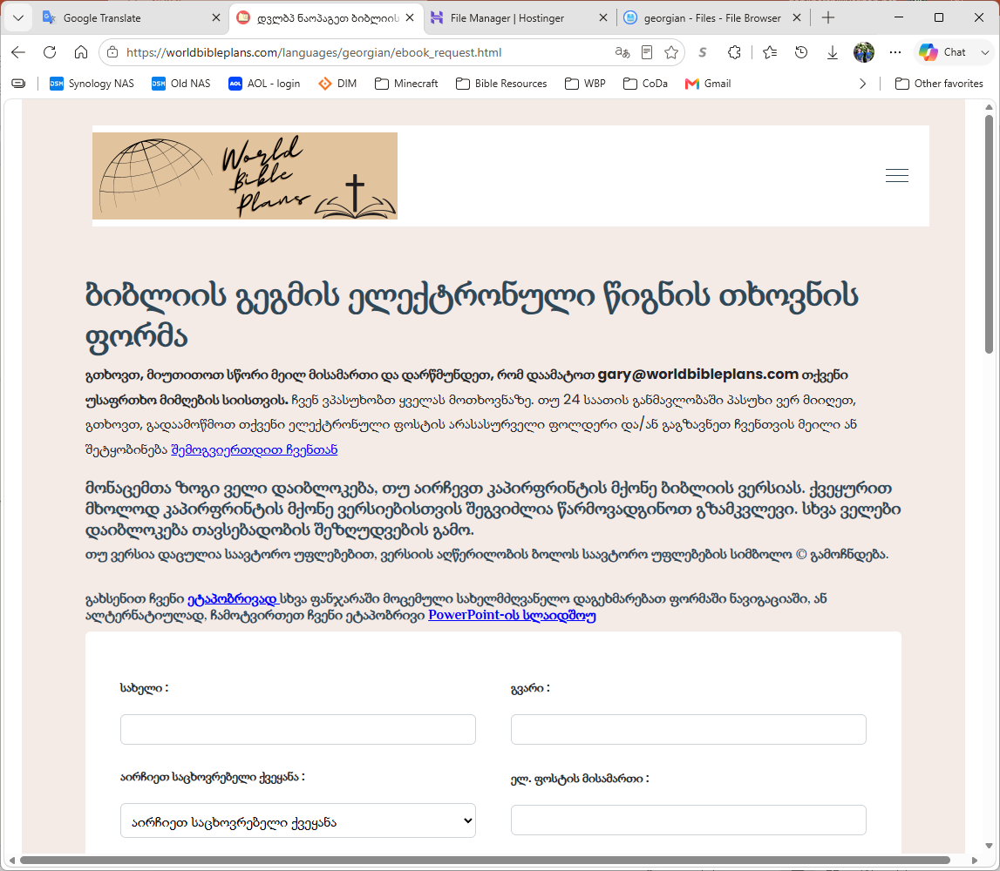 Google Translate
File Manager | Hostinger
georgian - Files - File Browser
https://worldbibleplans.com/languages/georgian/ebook_request.html
Chat
Synology NAS
Old NAS
AOL - login
DIM
Minecraft
Bible Resources
WBP
CoDa
Gmail
Other favorites
World
Bible
Plans
ბიბლიის გეგმის ელექტრონული წიგნის თხოვნის
ფორმა
გთხოვთ, მიუთითოთ სწორი მეილ მისამართი და დარწმუნდეთ, რომ დაამატოთ gary@worldbibleplans.com თქვენი
უსაფრთხო მიმღების სიისთვის. ჩვენ ვპასუხობთ ყველას მოთხოვნაზე. თუ 24 საათის განმავლობაში პასუხი ვერ მიიღეთ,
გთხოვთ, გადაამოწმოთ თქვენი ელექტრონული ფოსტის არასასურველი ფოლდერი და/ან გაგზავნეთ ჩვენთვის მეილი ან
შეტყობინება შემოგვიერთდით ჩვენთან
მონაცემთა ზოგი ველი დაიბლოკება, თუ აირჩევთ კაპირფრინტის მქონე ბიბლიის ვერსიას. ქვეყურით
მხოლოდ კაპირფრინტის მქონე ვერსიებისთვის შეგვიძლია წარმოვადგინოთ გზამკვლევი. სხვა ველები
დაიბლოკება თავსებადობის შეზღუდვების გამო.
თუ ვერსია დაცულია საავტორო უფლებებით, ვერსიის აღწერილობის ბოლოს საავტორო უფლებების სიმბოლო © გამოჩნდება.
გახსენით ჩვენი ეტაპობრივად სხვა ფანჯარაში მოცემული სახელმძღვანელო დაგეხმარებათ ფორმაში ნავიგაციაში, ან
ალტერნატიულად, ჩამოტვირთეთ ჩვენი ეტაპობრივი PowerPoint-ის სლაიდშოუ
სახელი :
გვარი :
აირჩიეთ საცხოვრებელი ქვეყანა :
ელ. ფოსტის მისამართი :
აირჩიეთ საცხოვრებელი ქვეყანა